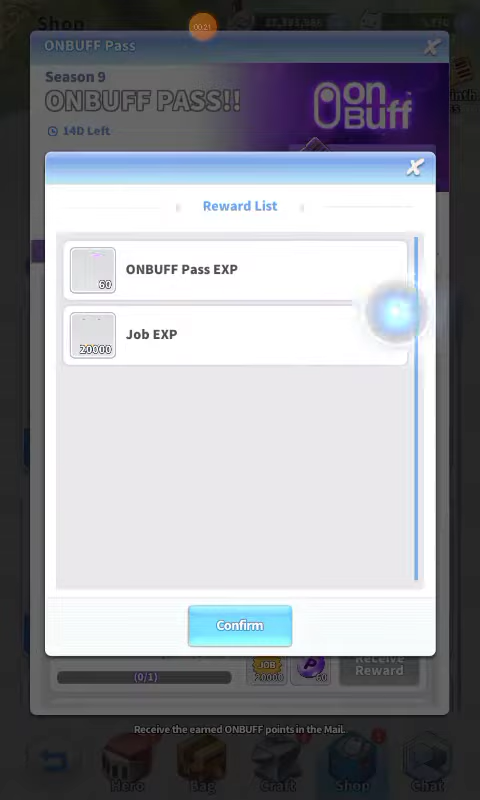 Shop
00:21
ONBUFF Pass
Season 9
ONBUFF PASS!!
on
Buff
14D Left
Reward List
60
ONBUFF Pass EXP
20000
Job EXP
Confirm
(0/1)
JOB
20000
P
60
Receive
Reward
Receive the earned ONBUFF points in the Mail.
Hero
Bag
Craft
Shop
Chat